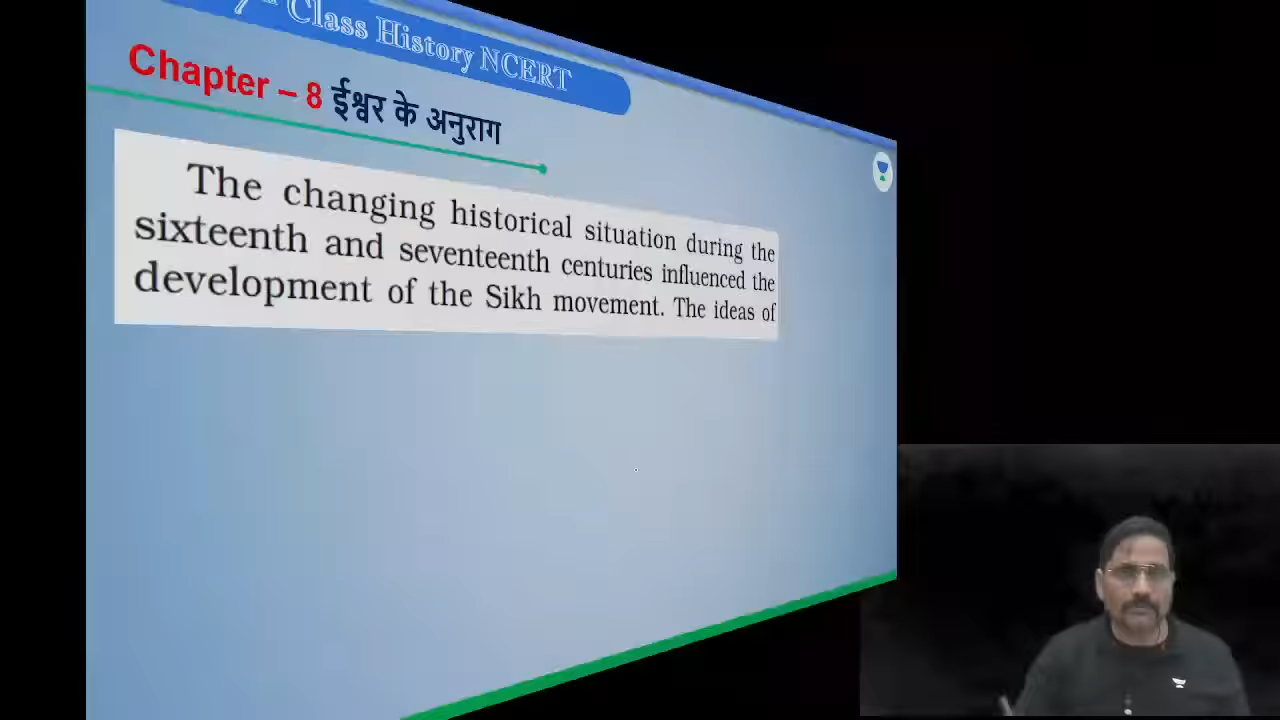 Class History NCERT
Chapter – 8 ईश्वर के अनुराग
The changing historical situation during the
sixteenth and seventeenth centuries influenced the
development of the Sikh movement. The ideas of